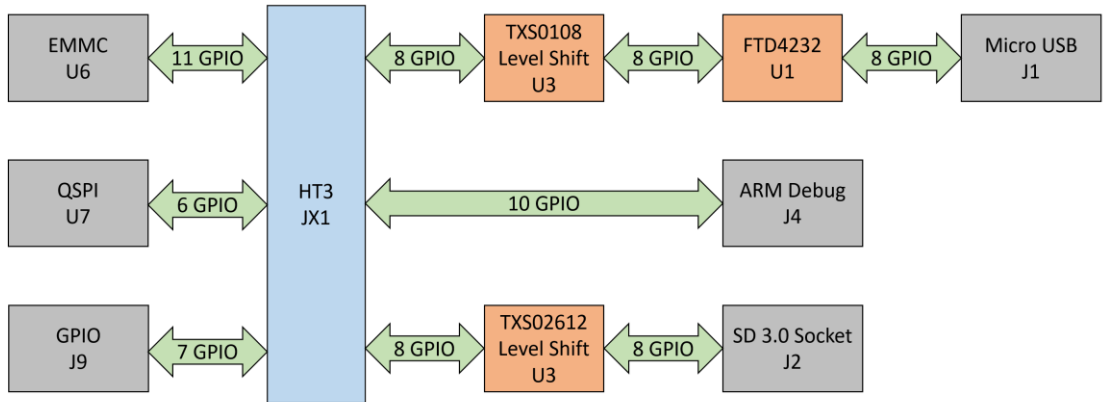 EMMC
U6
11 GPIO
8 GPIO
TXS0108
Level Shift
U3
8 GPIO
FTD4232
U1
8 GPIO
Micro USB
J1
QSPI
U7
6 GPIO
HT3
JX1
10 GPIO
ARM Debug
J4
GPIO
J9
7 GPIO
8 GPIO
TXS02612
Level Shift
U3
8 GPIO
SD 3.0 Socket
J2